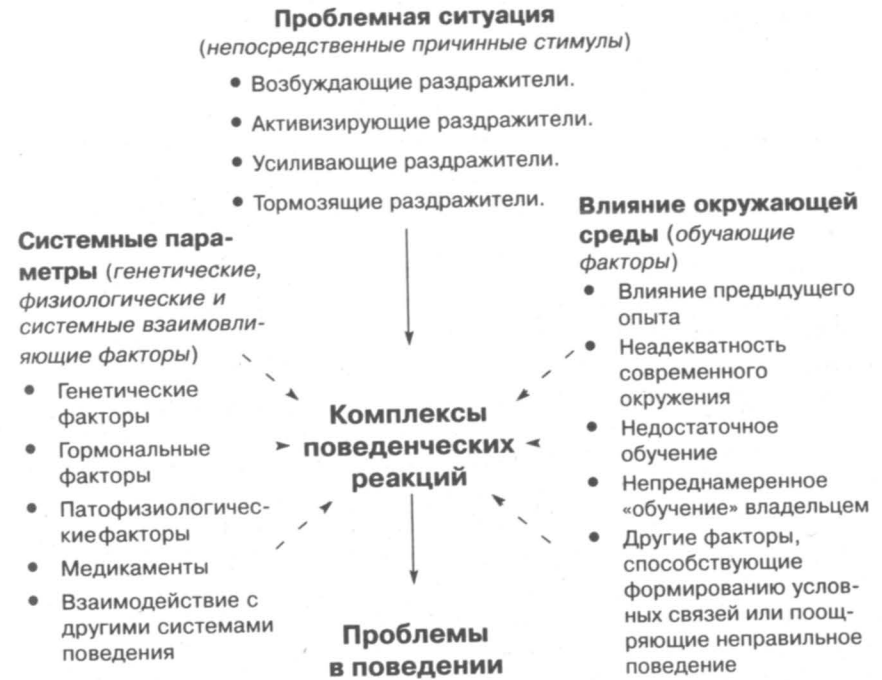 Проблемная ситуация
(непосредственные причинные стимулы)
• Возбуждающие раздражители.
• Активизирующие раздражители.
• Усиливающие раздражители.
• Тормозящие раздражители.
Системные пара-
метры (генетические,
физиологические и
системные взаимовли-
яющие факторы)
• Генетические
факторы
• Гормональные
факторы
• Патофизиологичес-
киефакторы
• Медикаменты
• Взаимодействие с
другими системами
поведения
Влияние окружающей
среды (обучающие
факторы)
• Влияние предыдущего
опыта
• Неадекватность
современного
окружения
• Недостаточное
обучение
• Непреднамеренное
«обучение» владельцем
• Другие факторы,
способствующие
формированию услов-
ных связей или поощ-
ряющие неправильное
поведение
Комплексы
поведенческих
реакций
Проблемы
в поведении